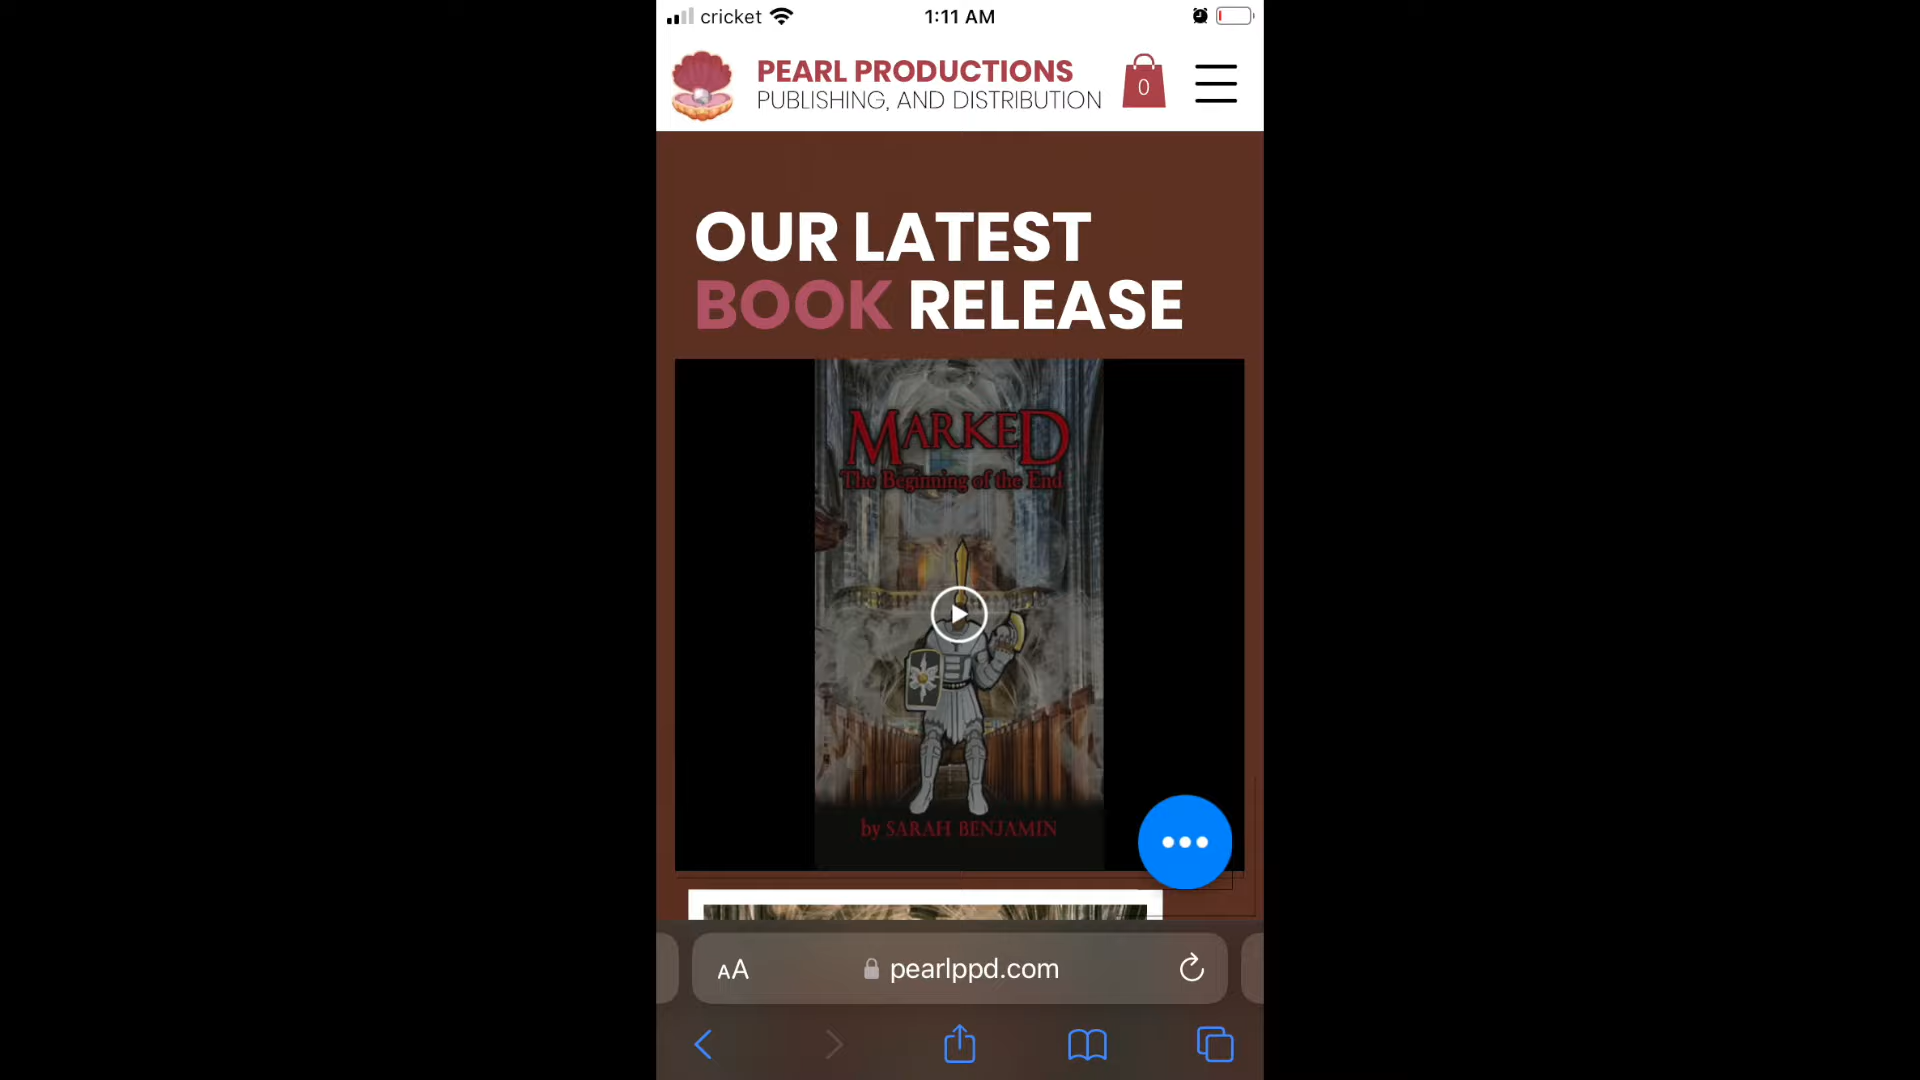 cricket 1:11 AM
PEARL PRODUCTIONS
PUBLISHING, AND DISTRIBUTION
0
OUR LATEST
BOOK RELEASE
MARKED
The Beginning of the End
by SARAH BENJAMIN
AA pearlppd.com